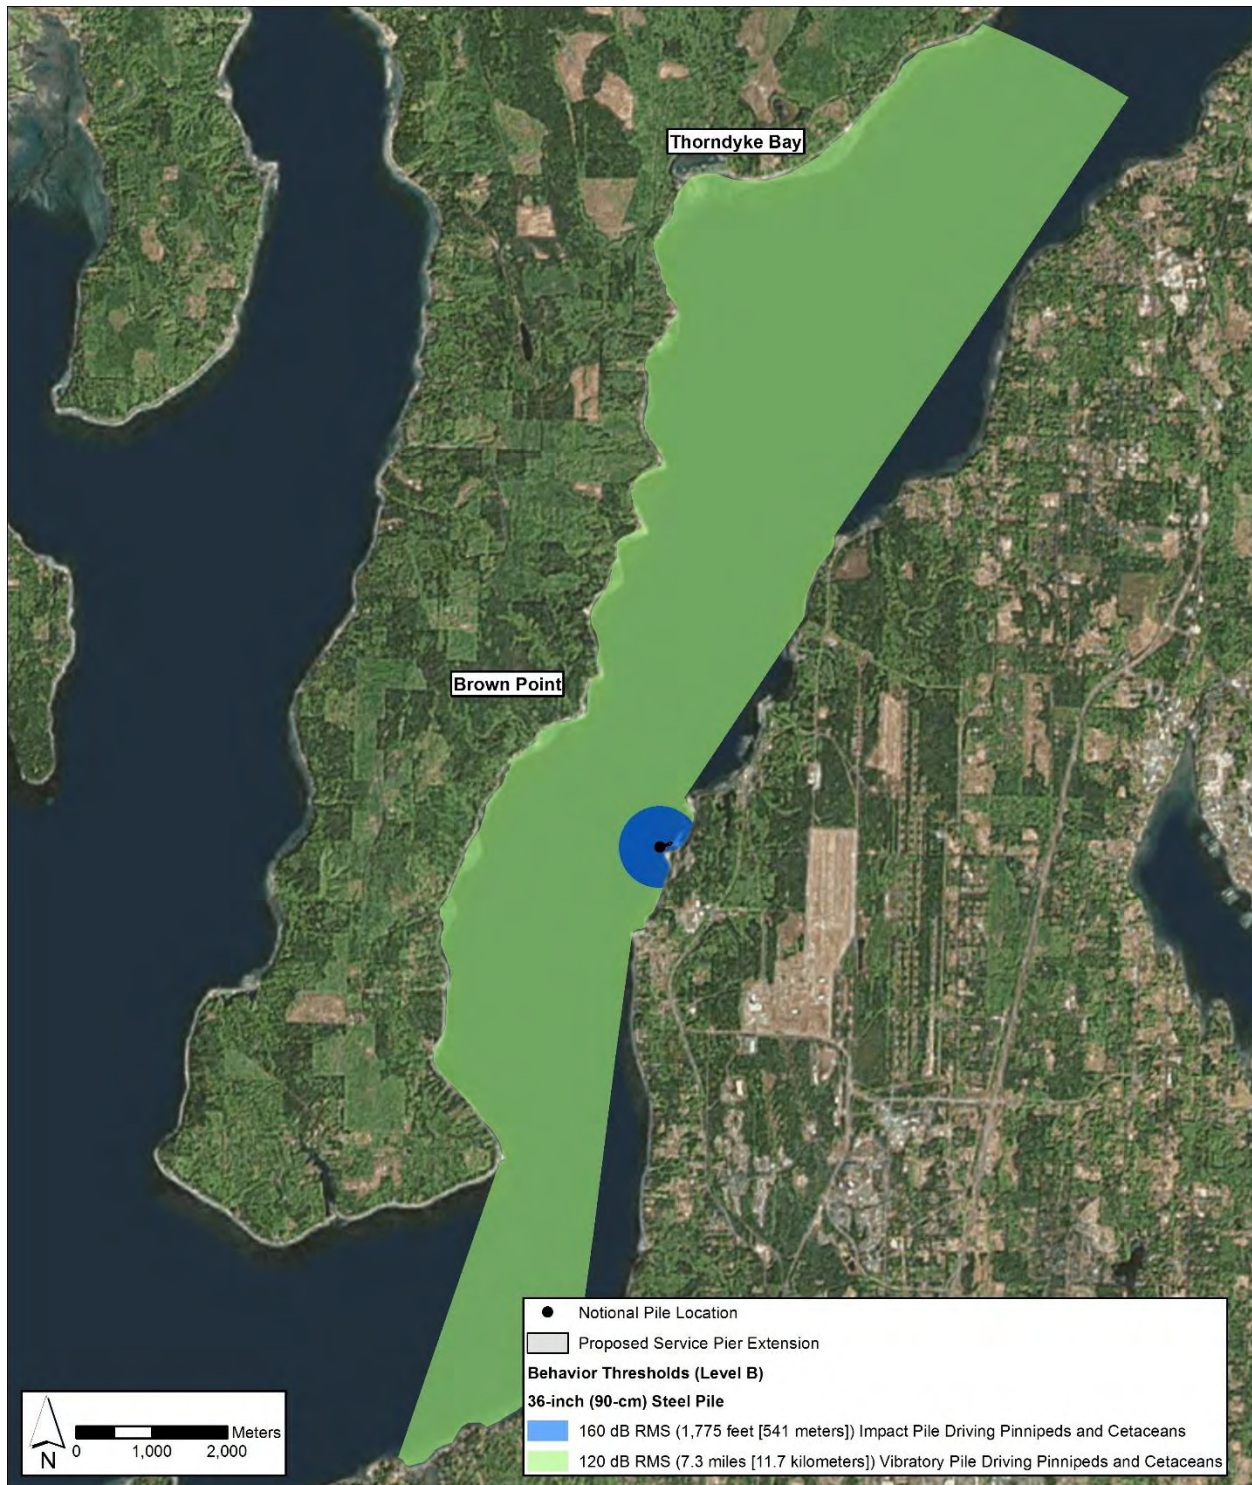 Thorndyke Bay
Brown Point
Notional Pile Location
Proposed Service Pier Extension
Behavior Thresholds (Level B)
36-inch (90-cm) Steel Pile
160 dB RMS (1,775 feet [541 meters]) Impact Pile Driving Pinnipeds and Cetaceans
120 dB RMS (7.3 miles [11.7 kilometers]) Vibratory Pile Driving Pinnipeds and Cetaceans
Meters
0 1,000 2,000
N